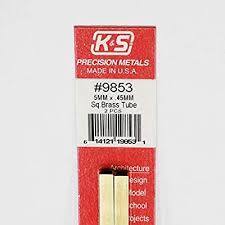 K&S
PRECISION METALS
MADE IN U.S.A.
#9853
5MM x .45MM
Sq Brass Tube
2 PCS
6 14121 19853 1
Architecture
Design
Model
School
Projects